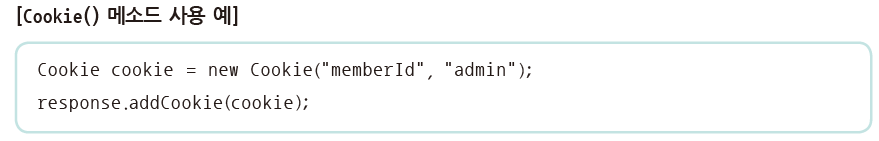 [Cookie() 메소드 사용 예]
Cookie cookie = new Cookie("memberId", "admin");
response.addCookie(cookie);